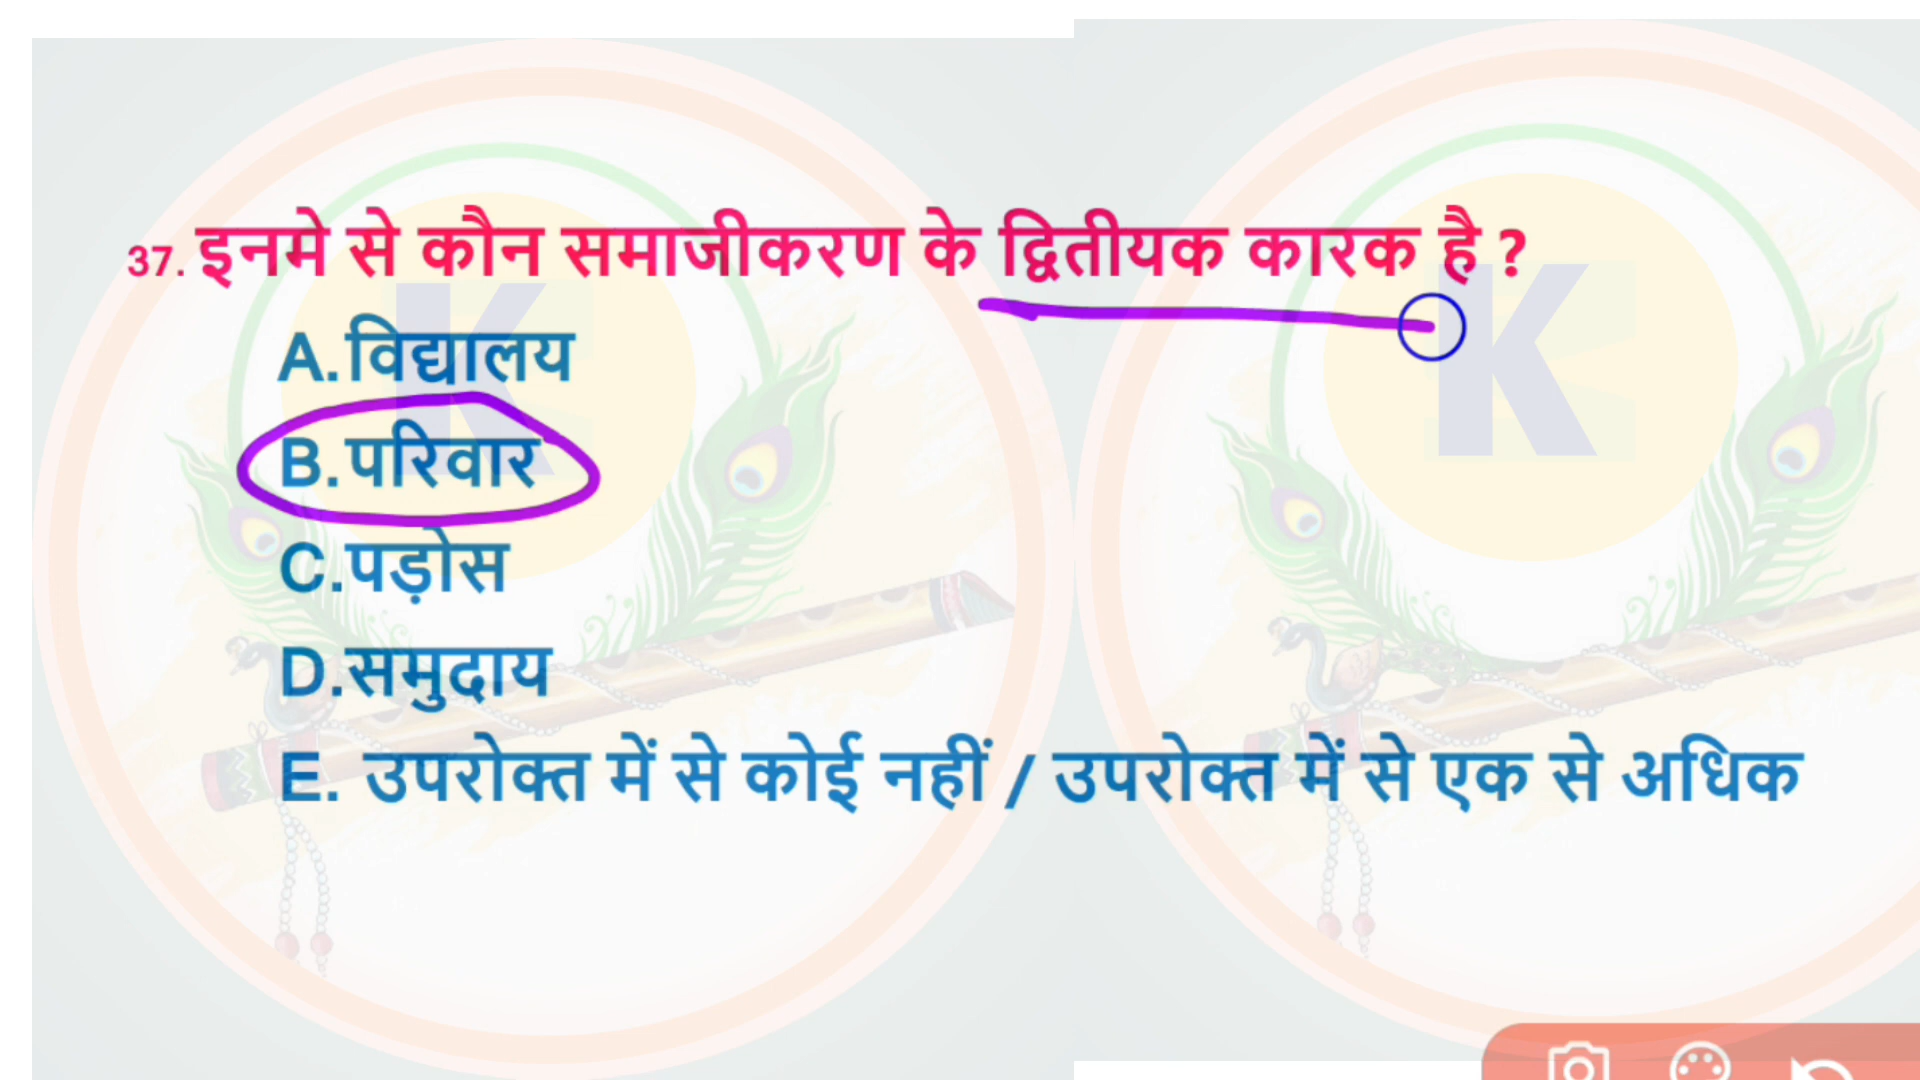 37. इनमे से कौन समाजीकरण के द्वितीयक कारक है ?
A.विद्यालय
B.परिवार
C.पड़ोस
D.समुदाय
E. उपरोक्त में से कोई नहीं / उपरोक्त में से एक से अधिक
K
K